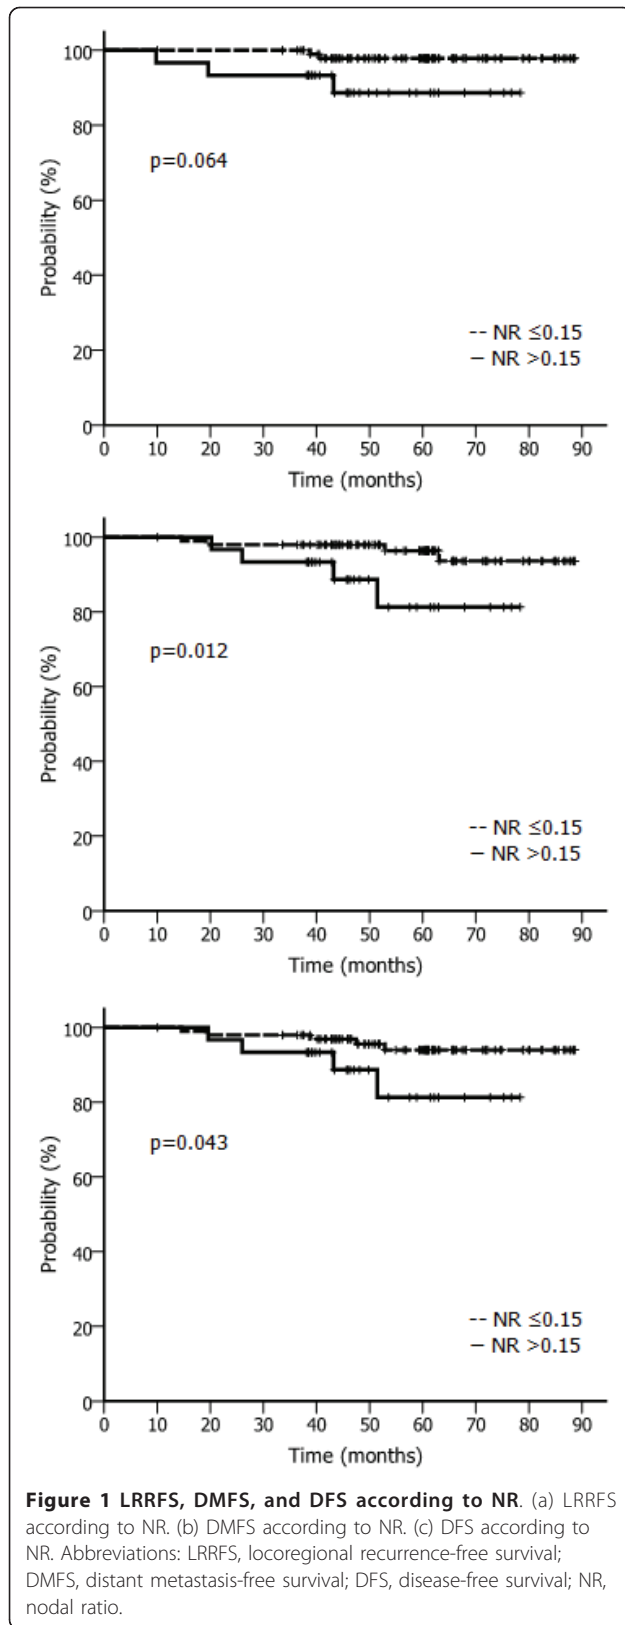 100
80
60
40
20
0
Probability (%)
p=0.064
-- NR ≤0.15
— NR >0.15
0 10 20 30 40 50 60 70 80 90
Time (months)
100
80
60
40
20
0
Probability (%)
p=0.012
-- NR ≤0.15
— NR >0.15
0 10 20 30 40 50 60 70 80 90
Time (months)
100
80
60
40
20
0
Probability (%)
p=0.043
-- NR ≤0.15
— NR >0.15
0 10 20 30 40 50 60 70 80 90
Time (months)
Figure 1 LRRFS, DMFS, and DFS according to NR. (a) LRRFS
according to NR. (b) DMFS according to NR. (c) DFS according to
NR. Abbreviations: LRRFS, locoregional recurrence-free survival;
DMFS, distant metastasis-free survival; DFS, disease-free survival; NR,
nodal ratio.